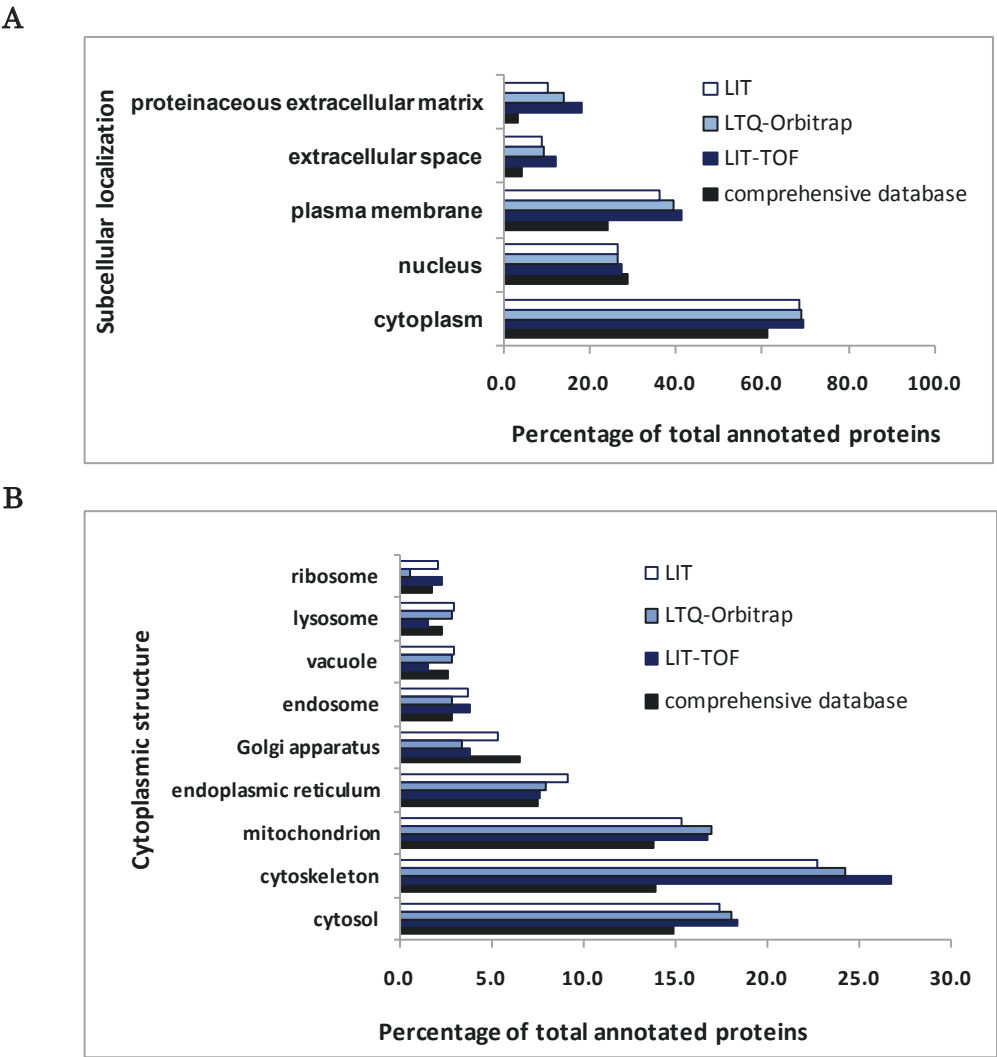 A
Subcellular localization
proteinaceous extracellular matrix
extracellular space
plasma membrane
nucleus
cytoplasm
LIT
LTQ-Orbitrap
LIT-TOF
comprehensive database
0.0 20.0 40.0 60.0 80.0 100.0
Percentage of total annotated proteins
B
Cytoplasmic structure
ribosome
lysosome
vacuole
endosome
Golgi apparatus
endoplasmic reticulum
mitochondrion
cytoskeleton
cytosol
LIT
LTQ-Orbitrap
LIT-TOF
comprehensive database
0.0 5.0 10.0 15.0 20.0 25.0 30.0
Percentage of total annotated proteins